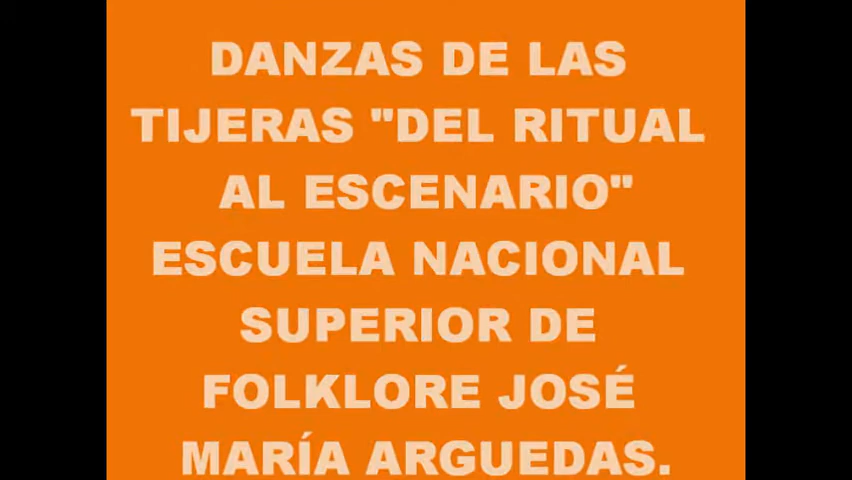 DANZAS DE LAS
TIJERAS "DEL RITUAL
AL ESCENARIO"
ESCUELA NACIONAL
SUPERIOR DE
FOLKLORE JOSÉ
MARÍA ARGUEDAS.